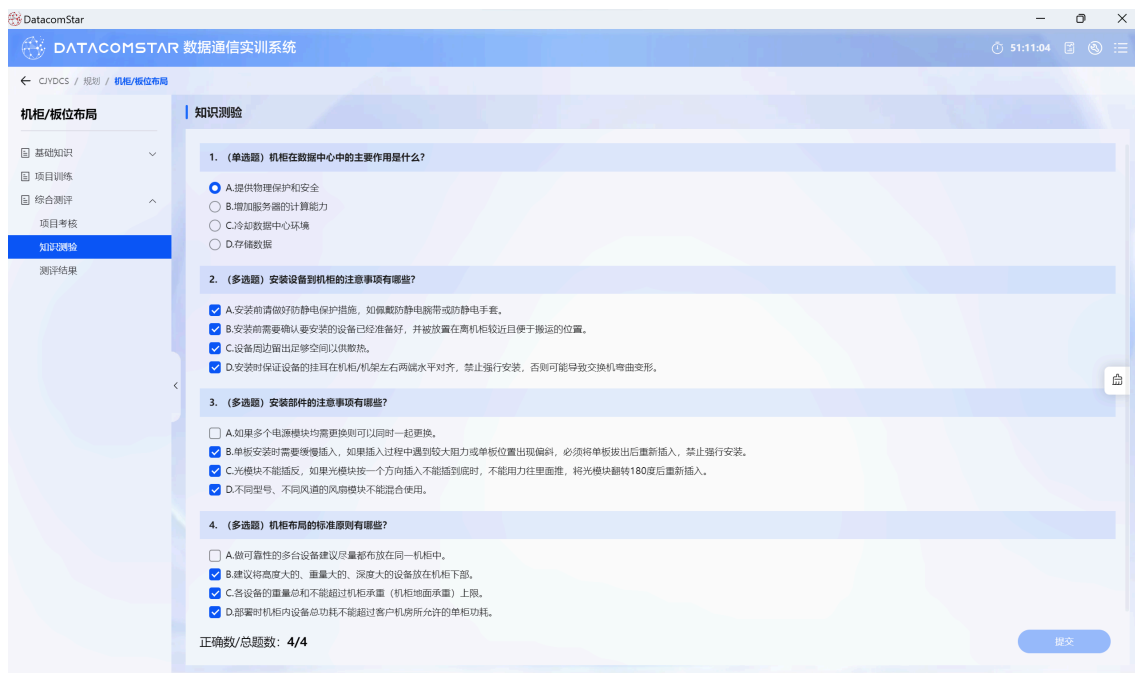 DatacomStar
DATACOMSTAR 数据通信实训系统
51:11:04
CJYDCS / 规划 / 机柜/板位布局
机柜/板位布局
基础知识
项目训练
综合测评
项目考核
知识测验
测评结果
知识测验
1. （单选题）机柜在数据中心中的主要作用是什么?
A.提供物理保护和安全
B.增加服务器的计算能力
C.冷却数据中心环境
D.存储数据
2. （多选题）安装设备到机柜的注意事项有哪些?
A.安装前请做好防静电保护措施，如佩戴防静电腕带或防静电手套。
B.安装前需要确认要安装的设备已经准备好，并被放置在离机柜较近且便于搬运的位置。
C.设备周边留出足够空间以供散热。
D.安装时保证设备的挂耳在机柜/机架左右两端水平对齐，禁止强行安装，否则可能导致交换机弯曲变形。
3. （多选题）安装部件的注意事项有哪些?
A.如果多个电源模块均需更换则可以同时一起更换。
B.单板安装时需要缓慢插入，如果插入过程中遇到较大阻力或单板位置出现偏斜，必须将单板拔出后重新插入，禁止强行安装。
C.光模块不能插反，如果光模块按一个方向插入不能插到底时，不能用力往里面推，将光模块翻转180度后重新插入。
D.不同型号、不同风道的风扇模块不能混合使用。
4. （多选题）机柜布局的标准原则有哪些?
A.做可靠性的多台设备建议尽量都布放在同一机柜中。
B.建议将高度大的、重量大的、深度大的设备放在机柜下部。
C.各设备的重量总和不能超过机柜承重（机柜地面承重）上限。
D.部署时机柜内设备总功耗不能超过客户机房所允许的单柜功耗。
正确数/总题数：4/4
提交